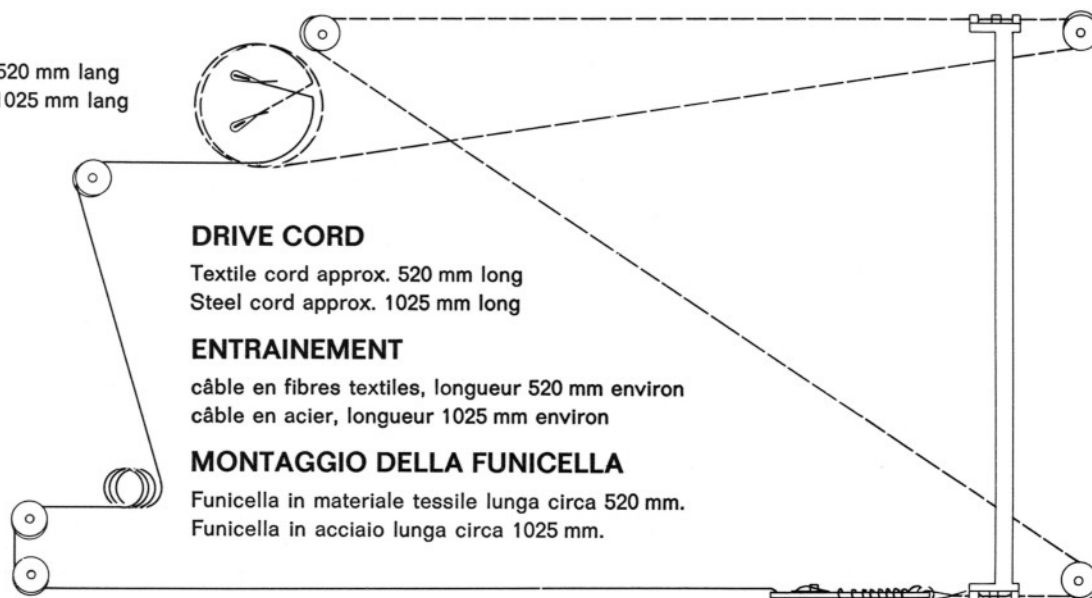 520 mm lang
1025 mm lang
DRIVE CORD
Textile cord approx. 520 mm long
Steel cord approx. 1025 mm long
ENTRAINEMENT
câble en fibres textiles, longueur 520 mm environ
câble en acier, longueur 1025 mm environ
MONTAGGIO DELLA FUNICELLA
Funicella in materiale tessile lunga circa 520 mm.
Funicella in acciaio lunga circa 1025 mm.